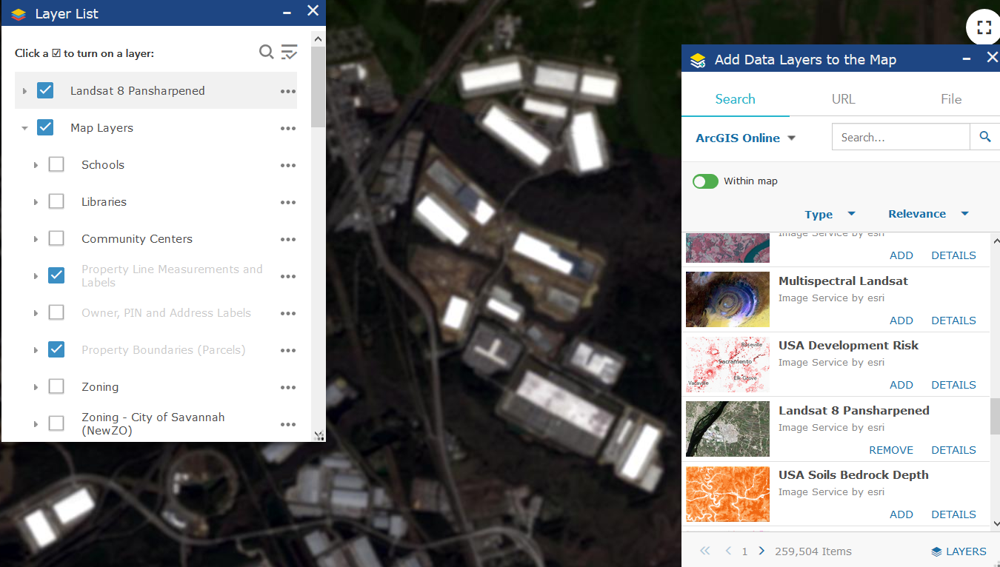 Layer List
Click a ☑ to turn on a layer:
Landsat 8 Pansharpened
Map Layers
Schools
Libraries
Community Centers
Property Line Measurements and
Labels
Owner, PIN and Address Labels
Property Boundaries (Parcels)
Zoning
Zoning - City of Savannah
(NewZO)
Add Data Layers to the Map
Search URL File
ArcGIS Online Search...
Within map
Type Relevance
Image Service by esri
ADD DETAILS
Multispectral Landsat
Image Service by esri
ADD DETAILS
Roseville
Sacramento
Elk Grove
Vacaville
USA Development Risk
Image Service by esri
ADD DETAILS
Landsat 8 Pansharpened
Image Service by esri
REMOVE DETAILS
USA Soils Bedrock Depth
Image Service by esri
ADD DETAILS
1 259,504 Items LAYERS